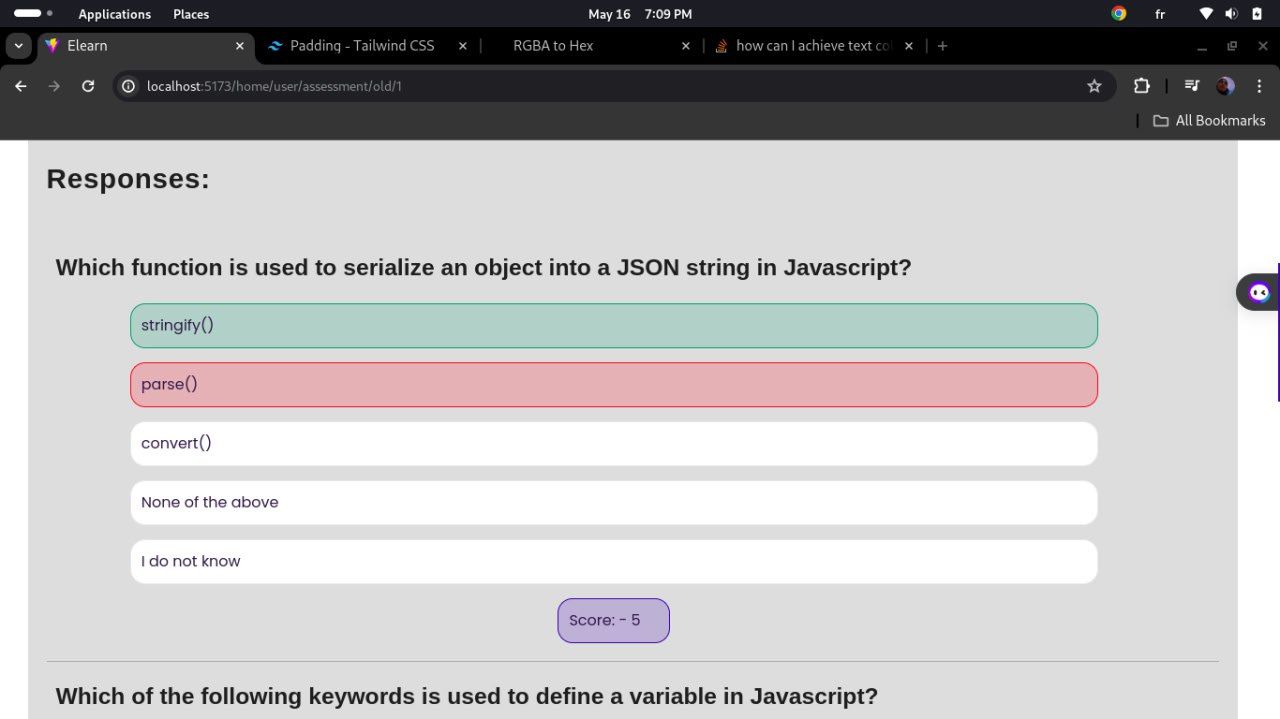 Applications Places May 16 7:09 PM fr
Elearn Padding - Tailwind CSS RGBA to Hex how can I achieve text co
localhost:5173/home/user/assessment/old/1
All Bookmarks
Responses:
Which function is used to serialize an object into a JSON string in Javascript?
stringify()
parse()
convert()
None of the above
I do not know
Score: - 5
Which of the following keywords is used to define a variable in Javascript?